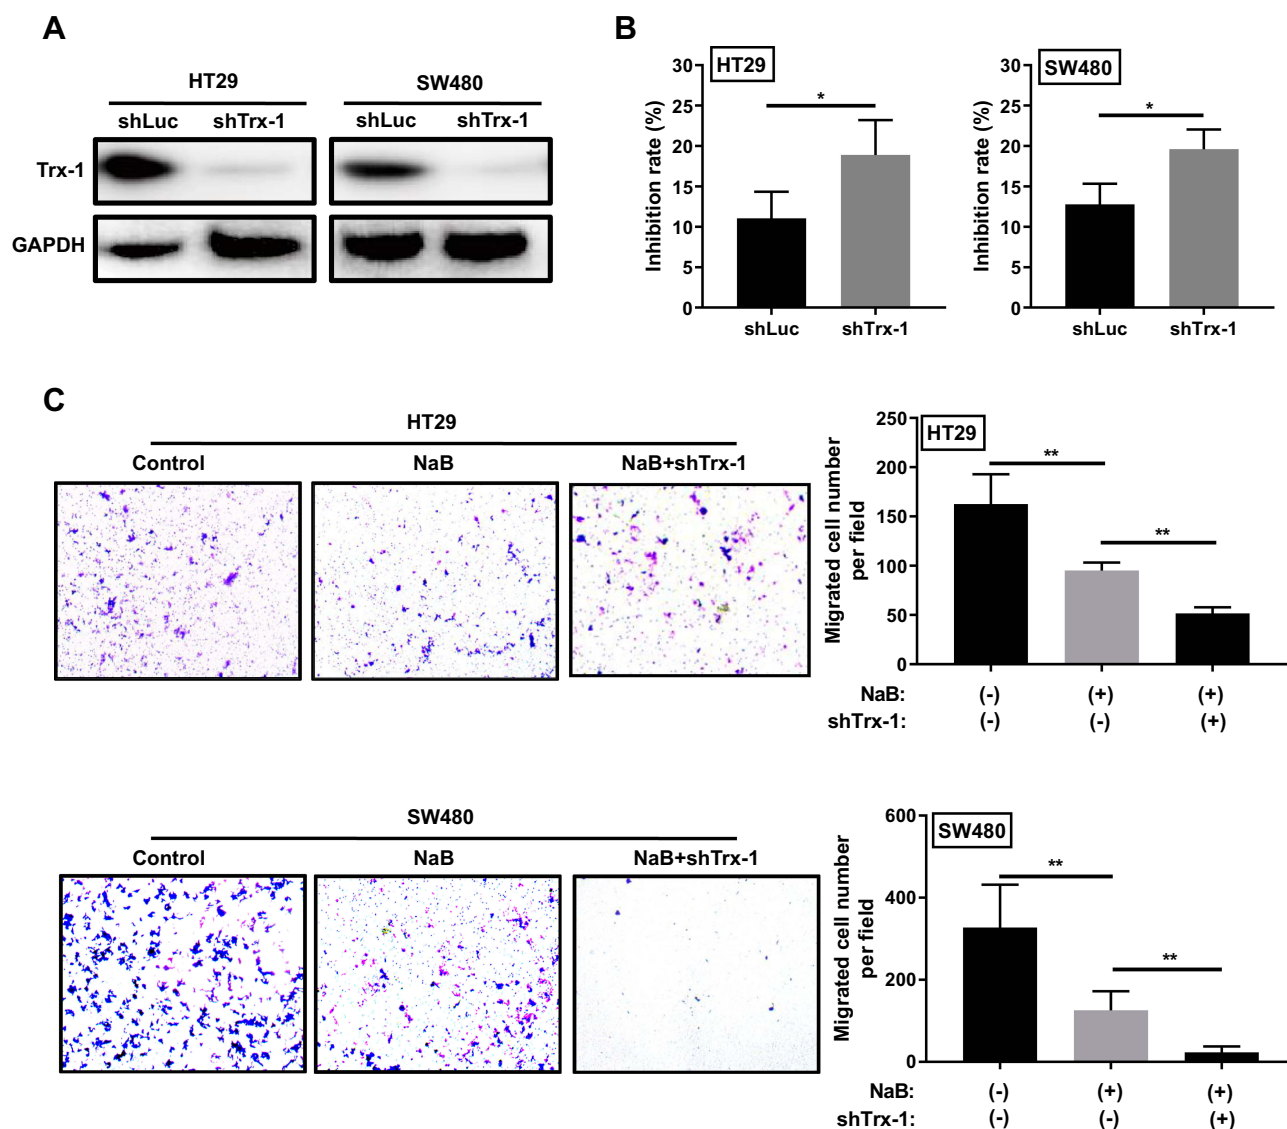 A
HT29 SW480
shLuc shTrx-1 shLuc shTrx-1
Trx-1
GAPDH
B
HT29
Inhibition rate (%)
30
25
20
15
10
5
0
*
shLuc shTrx-1
SW480
Inhibition rate (%)
30
25
20
15
10
5
0
*
shLuc shTrx-1
C
HT29
Control NaB NaB+shTrx-1
HT29
Migrated cell number
per field
250
200
150
100
50
0
**
**
NaB: (-) (+) (+)
shTrx-1: (-) (-) (+)
SW480
Control NaB NaB+shTrx-1
SW480
Migrated cell number
per field
600
400
200
0
**
**
NaB: (-) (+) (+)
shTrx-1: (-) (-) (+)